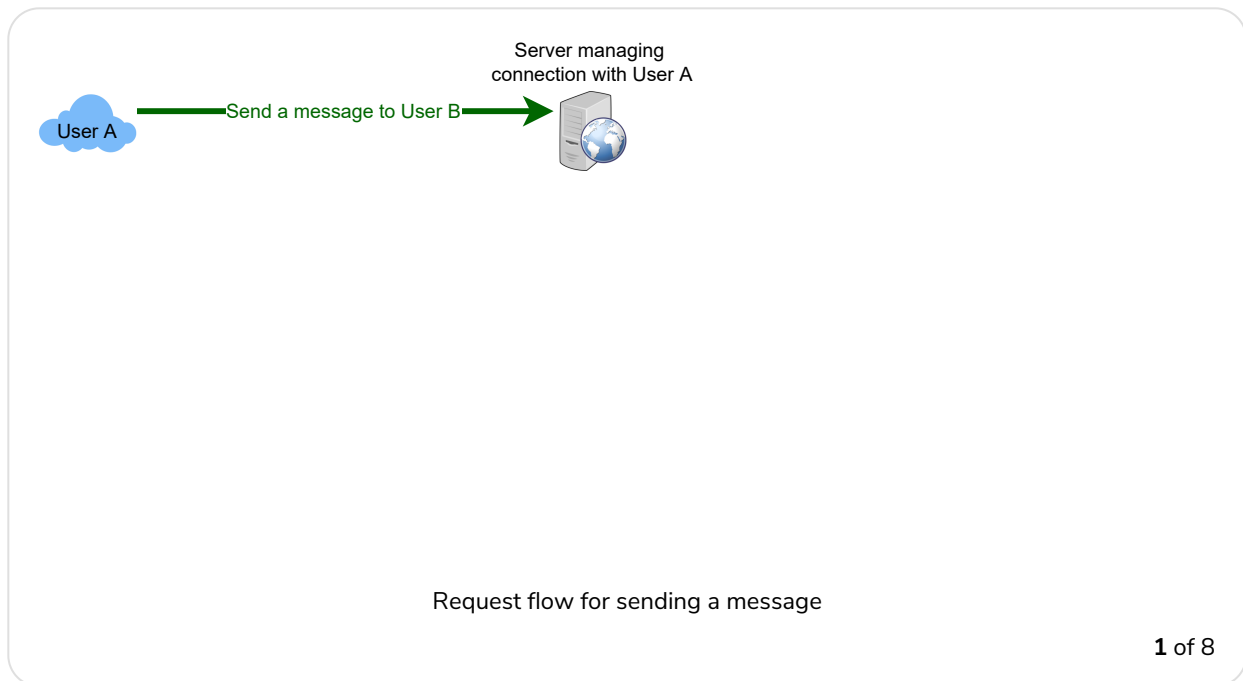 Server managing
connection with User A
User A
Send a message to User B
Request flow for sending a message
1 of 8